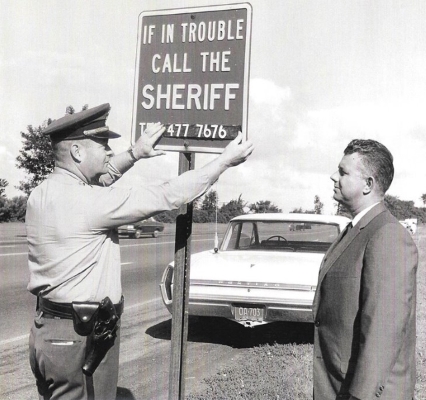 IF IN TROUBLE
CALL THE
SHERIFF
477 7676